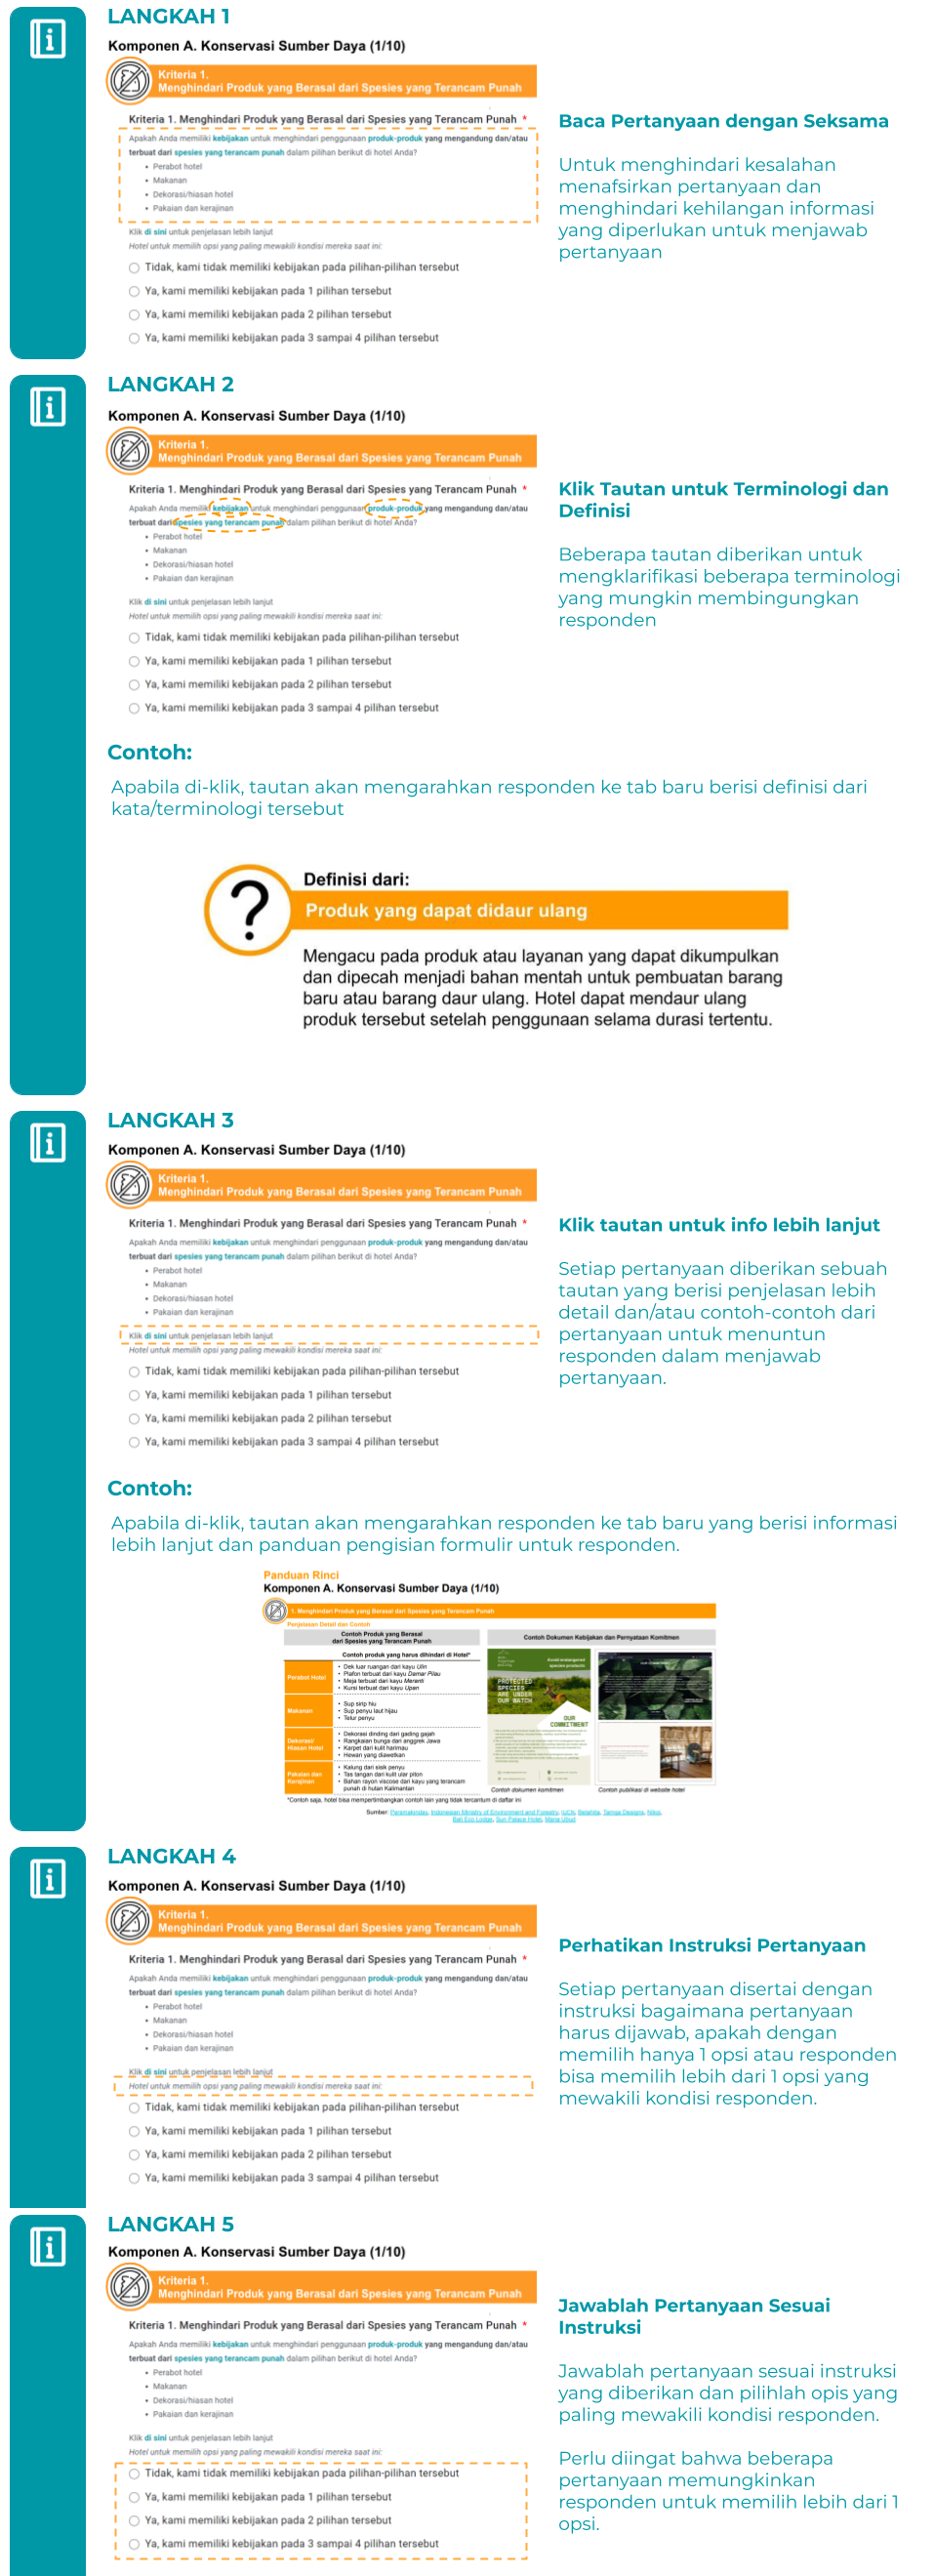 LANGKAH 1
Komponen A. Konservasi Sumber Daya (1/10)
Kriteria 1.
Menghindari Produk yang Berasal dari Spesies yang Terancam Punah
Kriteria 1. Menghindari Produk yang Berasal dari Spesies yang Terancam Punah *
Apakah Anda memiliki kebijakan untuk menghindari penggunaan produk-produk yang mengandung dan/atau
terbuat dari spesies yang terancam punah dalam pilihan berikut di hotel Anda?
• Perabot hotel
• Makanan
• Dekorasi/hiasan hotel
• Pakaian dan kerajinan
Klik di sini untuk penjelasan lebih lanjut
Hotel untuk memilih opsi yang paling mewakili kondisi mereka saat ini:
Tidak, kami tidak memiliki kebijakan pada pilihan-pilihan tersebut
Ya, kami memiliki kebijakan pada 1 pilihan tersebut
Ya, kami memiliki kebijakan pada 2 pilihan tersebut
Ya, kami memiliki kebijakan pada 3 sampai 4 pilihan tersebut
Baca Pertanyaan dengan Seksama
Untuk menghindari kesalahan
menafsirkan pertanyaan dan
menghindari kehilangan informasi
yang diperlukan untuk menjawab
pertanyaan
LANGKAH 2
Komponen A. Konservasi Sumber Daya (1/10)
Kriteria 1.
Menghindari Produk yang Berasal dari Spesies yang Terancam Punah
Kriteria 1. Menghindari Produk yang Berasal dari Spesies yang Terancam Punah *
Apakah Anda memiliki kebijakan untuk menghindari penggunaan produk-produk yang mengandung dan/atau
terbuat dari spesies yang terancam punah dalam pilihan berikut di hotel Anda?
• Perabot hotel
• Makanan
• Dekorasi/hiasan hotel
• Pakaian dan kerajinan
Klik di sini untuk penjelasan lebih lanjut
Hotel untuk memilih opsi yang paling mewakili kondisi mereka saat ini:
Tidak, kami tidak memiliki kebijakan pada pilihan-pilihan tersebut
Ya, kami memiliki kebijakan pada 1 pilihan tersebut
Ya, kami memiliki kebijakan pada 2 pilihan tersebut
Ya, kami memiliki kebijakan pada 3 sampai 4 pilihan tersebut
Klik Tautan untuk Terminologi dan
Definisi
Beberapa tautan diberikan untuk
mengklarifikasi beberapa terminologi
yang mungkin membingungkan
responden
Contoh:
Apabila di-klik, tautan akan mengarahkan responden ke tab baru berisi definisi dari
kata/terminologi tersebut
?
Definisi dari:
Produk yang dapat didaur ulang
Mengacu pada produk atau layanan yang dapat dikumpulkan
dan dipecah menjadi bahan mentah untuk pembuatan barang
baru atau barang daur ulang. Hotel dapat mendaur ulang
produk tersebut setelah penggunaan selama durasi tertentu.
LANGKAH 3
Komponen A. Konservasi Sumber Daya (1/10)
Kriteria 1.
Menghindari Produk yang Berasal dari Spesies yang Terancam Punah
Kriteria 1. Menghindari Produk yang Berasal dari Spesies yang Terancam Punah *
Apakah Anda memiliki kebijakan untuk menghindari penggunaan produk-produk yang mengandung dan/atau
terbuat dari spesies yang terancam punah dalam pilihan berikut di hotel Anda?
• Perabot hotel
• Makanan
• Dekorasi/hiasan hotel
• Pakaian dan kerajinan
Klik di sini untuk penjelasan lebih lanjut
Hotel untuk memilih opsi yang paling mewakili kondisi mereka saat ini:
Tidak, kami tidak memiliki kebijakan pada pilihan-pilihan tersebut
Ya, kami memiliki kebijakan pada 1 pilihan tersebut
Ya, kami memiliki kebijakan pada 2 pilihan tersebut
Ya, kami memiliki kebijakan pada 3 sampai 4 pilihan tersebut
Klik tautan untuk info lebih lanjut
Setiap pertanyaan diberikan sebuah
tautan yang berisi penjelasan lebih
detail dan/atau contoh-contoh dari
pertanyaan untuk menuntun
responden dalam menjawab
pertanyaan.
Contoh:
Apabila di-klik, tautan akan mengarahkan responden ke tab baru yang berisi informasi
lebih lanjut dan panduan pengisian formulir untuk responden.
Panduan Rinci
Komponen A. Konservasi Sumber Daya (1/10)
1. Menghindari Produk yang Berasal dari Spesies yang Terancam Punah
Penjelasan Detail dan Contoh
Contoh Produk yang Berasal
dari Spesies yang Terancam Punah
Contoh produk yang harus dihindari di Hotel*
Perabot Hotel
• Dek luar ruangan dari kayu Ulin
• Plafon terbuat dari kayu Damar Pilau
• Meja terbuat dari kayu Meranti
• Kursi terbuat dari kayu Upan
Makanan
• Sup sirip hiu
• Sup penyu laut hijau
• Telur penyu
Dekorasi/
Hiasan Hotel
• Dekorasi dinding dari gading gajah
• Rangkaian bunga dari anggrek Jawa
• Karpet dari kulit harimau
• Hewan yang diawetkan
Pakaian dan
Kerajinan
• Kalung dari sisik penyu
• Tas tangan dari kulit ular piton
• Bahan rayon viscose dari kayu yang terancam
punah di hutan Kalimantan
*Contoh saja, hotel bisa mempertimbangkan contoh lain yang tidak tercantum di daftar ini
Contoh Dokumen Kebijakan dan Pernyataan Komitmen
Avoid endangered
species products
PROTECTED
SPECIES
ARE UNDER
OUR WATCH
OUR
COMMITMENT
Contoh dokumen komitmen
Contoh publikasi di website hotel
Sumber: Indonesian Ministry of Environment and Forestry,
LANGKAH 4
Komponen A. Konservasi Sumber Daya (1/10)
Kriteria 1.
Menghindari Produk yang Berasal dari Spesies yang Terancam Punah
Kriteria 1. Menghindari Produk yang Berasal dari Spesies yang Terancam Punah *
Apakah Anda memiliki kebijakan untuk menghindari penggunaan produk-produk yang mengandung dan/atau
terbuat dari spesies yang terancam punah dalam pilihan berikut di hotel Anda?
• Perabot hotel
• Makanan
• Dekorasi/hiasan hotel
• Pakaian dan kerajinan
Klik di sini untuk penjelasan lebih lanjut
Hotel untuk memilih opsi yang paling mewakili kondisi mereka saat ini:
Tidak, kami tidak memiliki kebijakan pada pilihan-pilihan tersebut
Ya, kami memiliki kebijakan pada 1 pilihan tersebut
Ya, kami memiliki kebijakan pada 2 pilihan tersebut
Ya, kami memiliki kebijakan pada 3 sampai 4 pilihan tersebut
Perhatikan Instruksi Pertanyaan
Setiap pertanyaan disertai dengan
instruksi bagaimana pertanyaan
harus dijawab, apakah dengan
memilih hanya 1 opsi atau responden
bisa memilih lebih dari 1 opsi yang
mewakili kondisi responden.
LANGKAH 5
Komponen A. Konservasi Sumber Daya (1/10)
Kriteria 1.
Menghindari Produk yang Berasal dari Spesies yang Terancam Punah
Kriteria 1. Menghindari Produk yang Berasal dari Spesies yang Terancam Punah *
Apakah Anda memiliki kebijakan untuk menghindari penggunaan produk-produk yang mengandung dan/atau
terbuat dari spesies yang terancam punah dalam pilihan berikut di hotel Anda?
• Perabot hotel
• Makanan
• Dekorasi/hiasan hotel
• Pakaian dan kerajinan
Klik di sini untuk penjelasan lebih lanjut
Hotel untuk memilih opsi yang paling mewakili kondisi mereka saat ini:
Tidak, kami tidak memiliki kebijakan pada pilihan-pilihan tersebut
Ya, kami memiliki kebijakan pada 1 pilihan tersebut
Ya, kami memiliki kebijakan pada 2 pilihan tersebut
Ya, kami memiliki kebijakan pada 3 sampai 4 pilihan tersebut
Jawablah Pertanyaan Sesuai
Instruksi
Jawablah pertanyaan sesuai instruksi
yang diberikan dan pilihlah opis yang
paling mewakili kondisi responden.
Perlu diingat bahwa beberapa
pertanyaan memungkinkan
responden untuk memilih lebih dari 1
opsi.